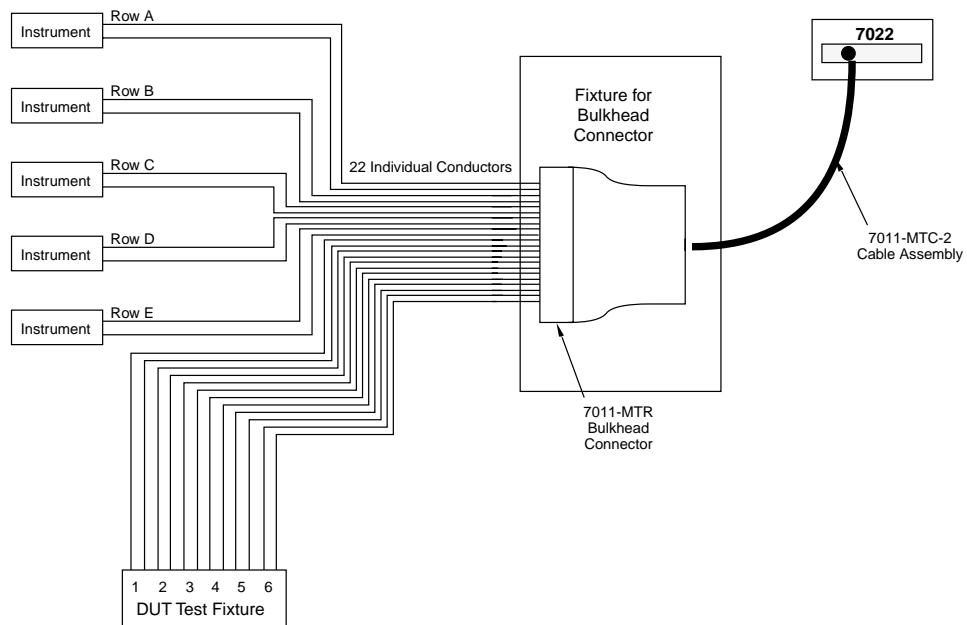 Instrument
Row A
Instrument
Row B
Instrument
Row C
Instrument
Row D
Instrument
Row E
22 Individual Conductors
Fixture for
Bulkhead
Connector
7022
7011-MTC-2
Cable Assembly
7011-MTR
Bulkhead
Connector
1 2 3 4 5 6
DUT Test Fixture